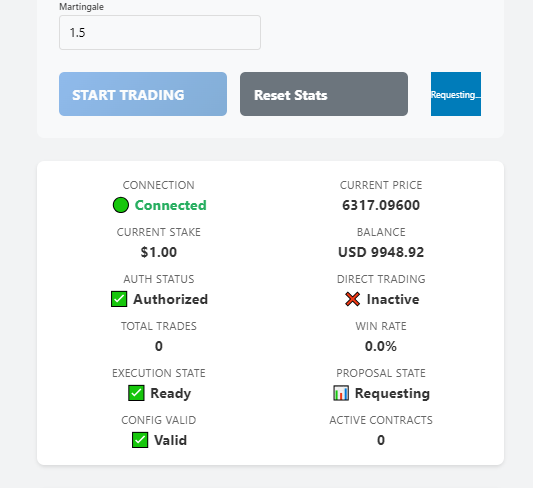 Martingale
1.5
START TRADING Reset Stats Requesting...
CONNECTION CURRENT PRICE
Connected 6317.09600
CURRENT STAKE BALANCE
$1.00 USD 9948.92
AUTH STATUS DIRECT TRADING
✅ Authorized ❌ Inactive
TOTAL TRADES WIN RATE
0 0.0%
EXECUTION STATE PROPOSAL STATE
✅ Ready 📊 Requesting
CONFIG VALID ACTIVE CONTRACTS
✅ Valid 0